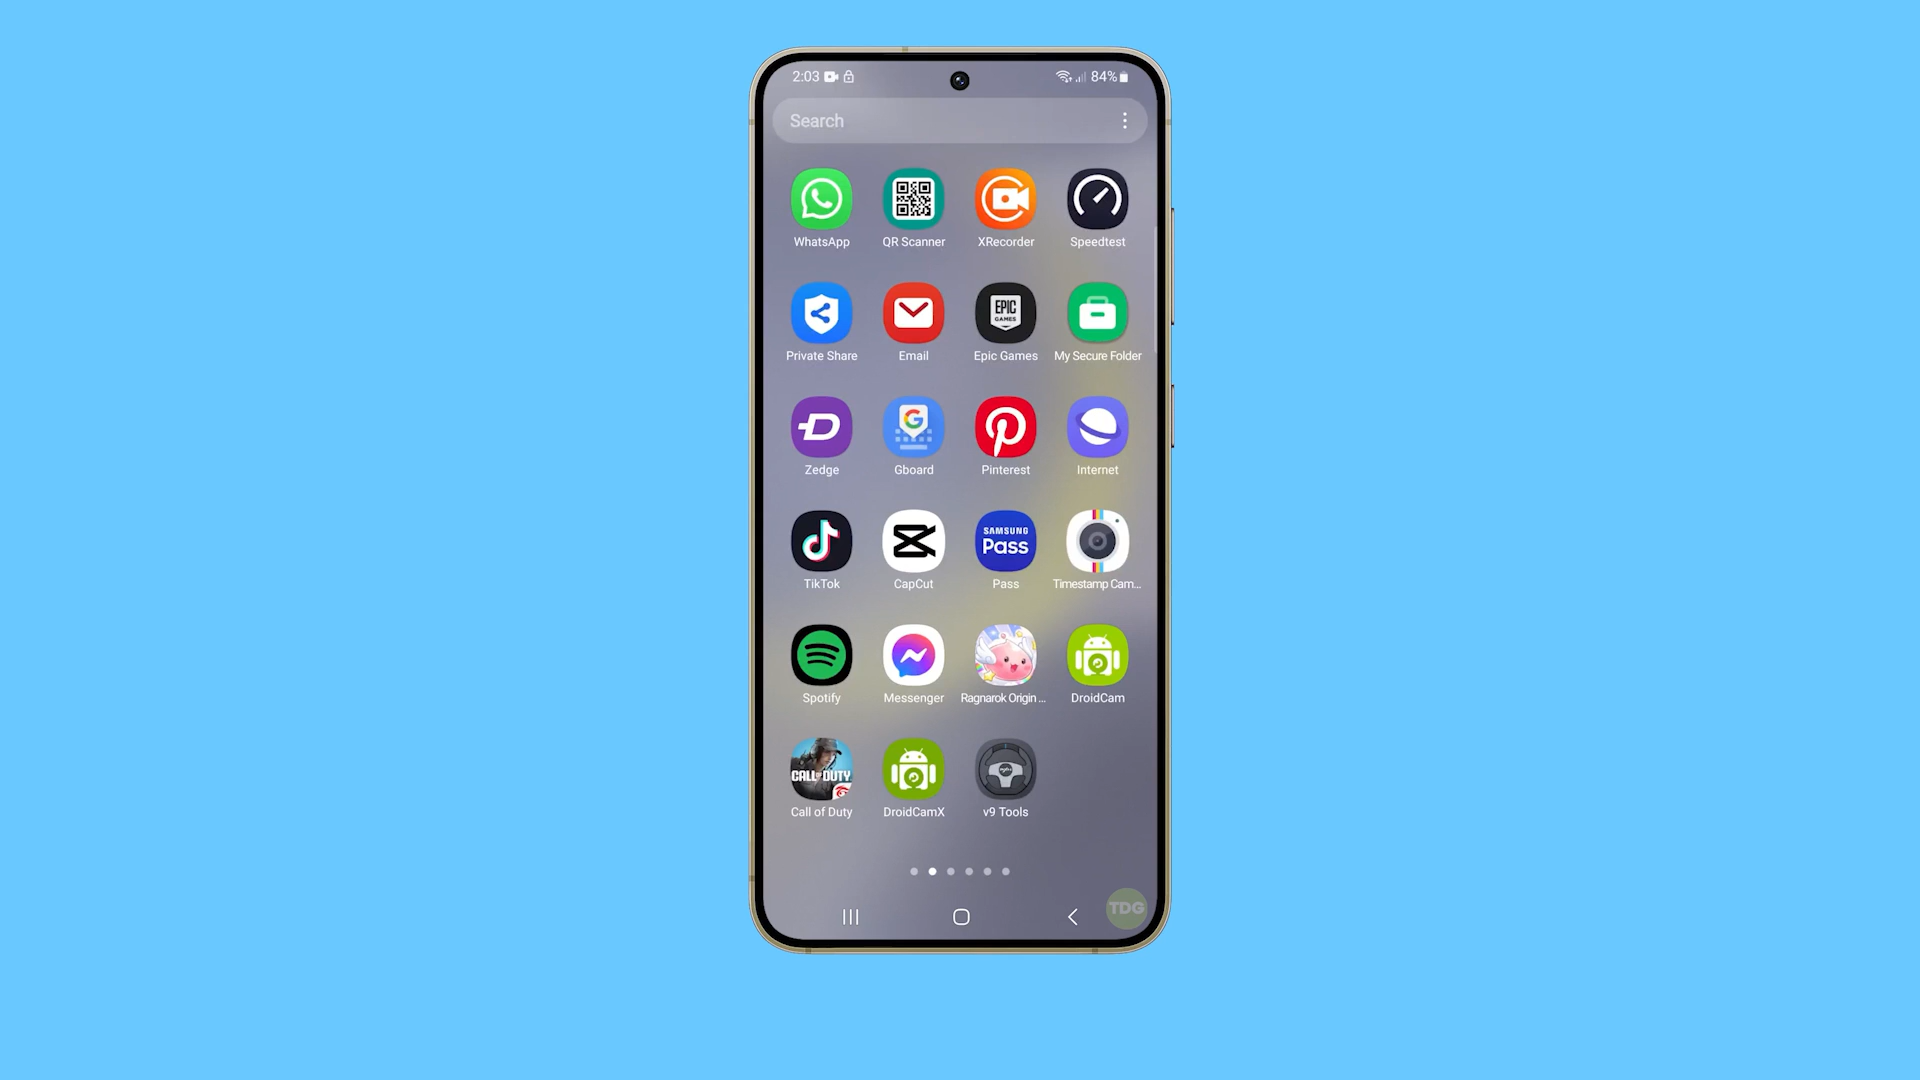 2:03
84%
Search
WhatsApp
QR Scanner
XRecorder
Speedtest
EPIC
GAMES
Private Share
Email
Epic Games
My Secure Folder
G
Zedge
Gboard
Pinterest
Internet
SAMSUNG
Pass
TikTok
CapCut
Pass
Timestamp Cam...
Spotify
Messenger
Ragnarok Origin ...
DroidCam
CALL OF DUTY
Call of Duty
DroidCamX
v9 Tools
TDG